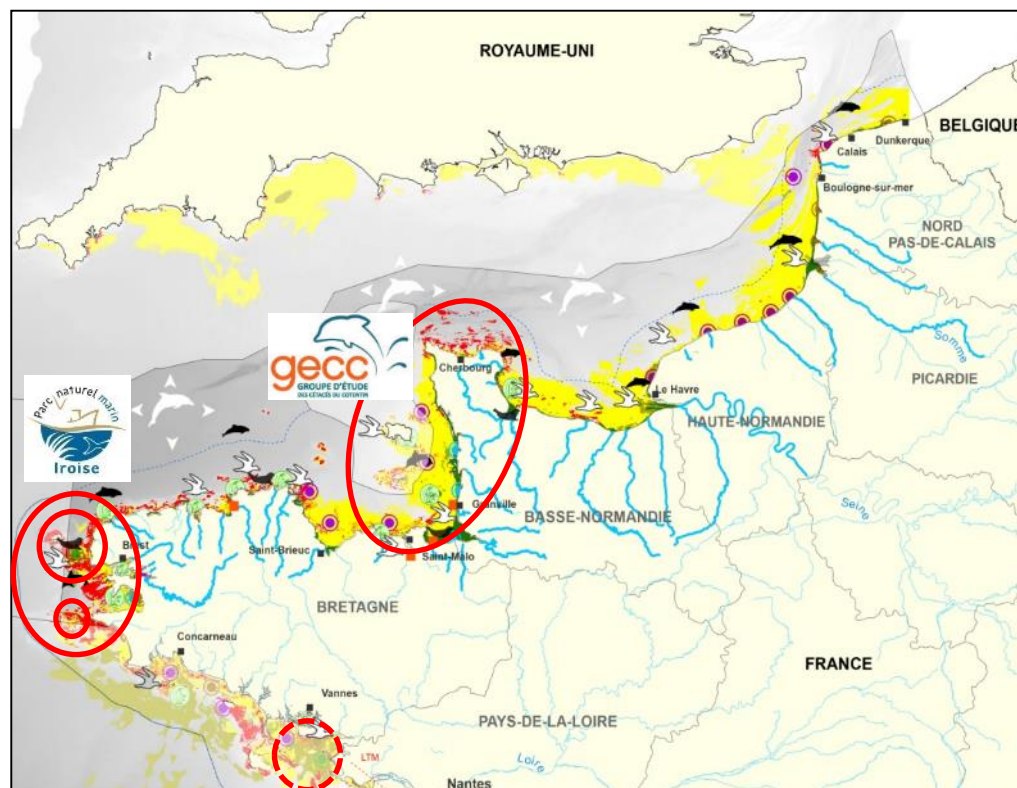 ROYAUME-UNI
BELGIQUE
Dunkerque
Calais
Boulogne-sur-mer
NORD
PAS-DE-CALAIS
gecc
GROUPE D'ÉTUDE
DES CÉTACÉS DU COTENTIN
Cherbourg
Somme
PICARDIE
Le Havre
HAUTE-NORMANDIE
Parc naturel marin
Iroise
Seine
Granville
BASSE-NORMANDIE
Brest
Saint-Brieuc
Saint-Malo
BRETAGNE
Concarneau
FRANCE
Vannes
PAYS-DE-LA-LOIRE
LTM
Loire
Nantes